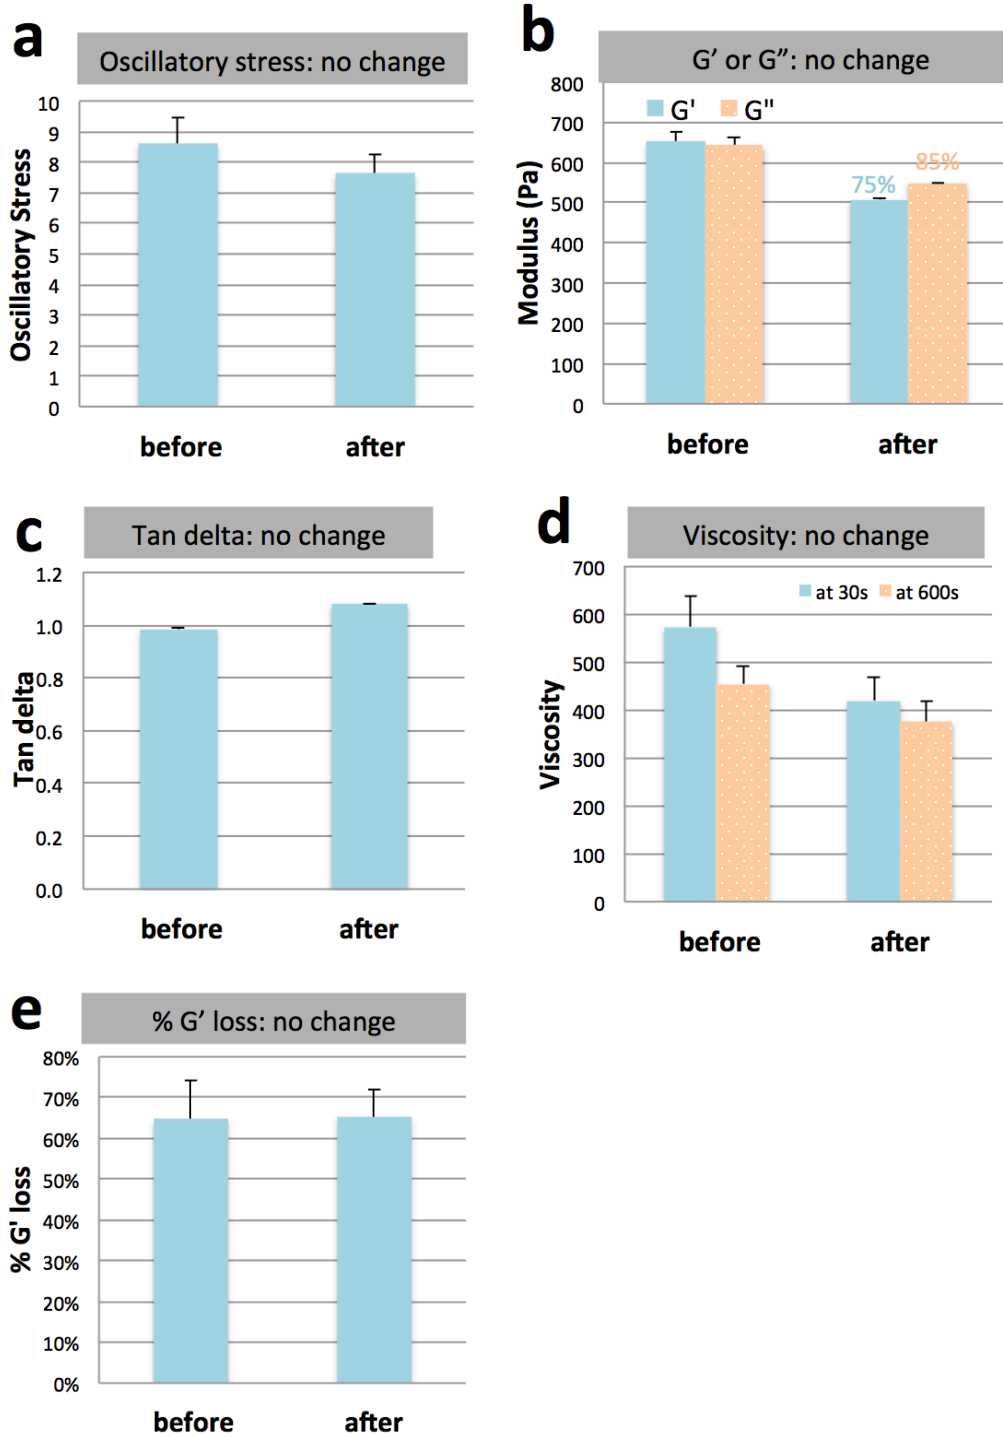 a
Oscillatory stress: no change
10
9
8
7
6
5
4
3
2
1
0
Oscillatory Stress
before
after
b
G’ or G”: no change
G'
G"
800
700
600
500
400
300
200
100
0
Modulus (Pa)
75%
85%
before
after
c
Tan delta: no change
1.2
1.0
0.8
0.6
0.4
0.2
0.0
Tan delta
before
after
d
Viscosity: no change
at 30s
at 600s
700
600
500
400
300
200
100
0
Viscosity
before
after
e
% G’ loss: no change
80%
70%
60%
50%
40%
30%
20%
10%
0%
% G' loss
before
after